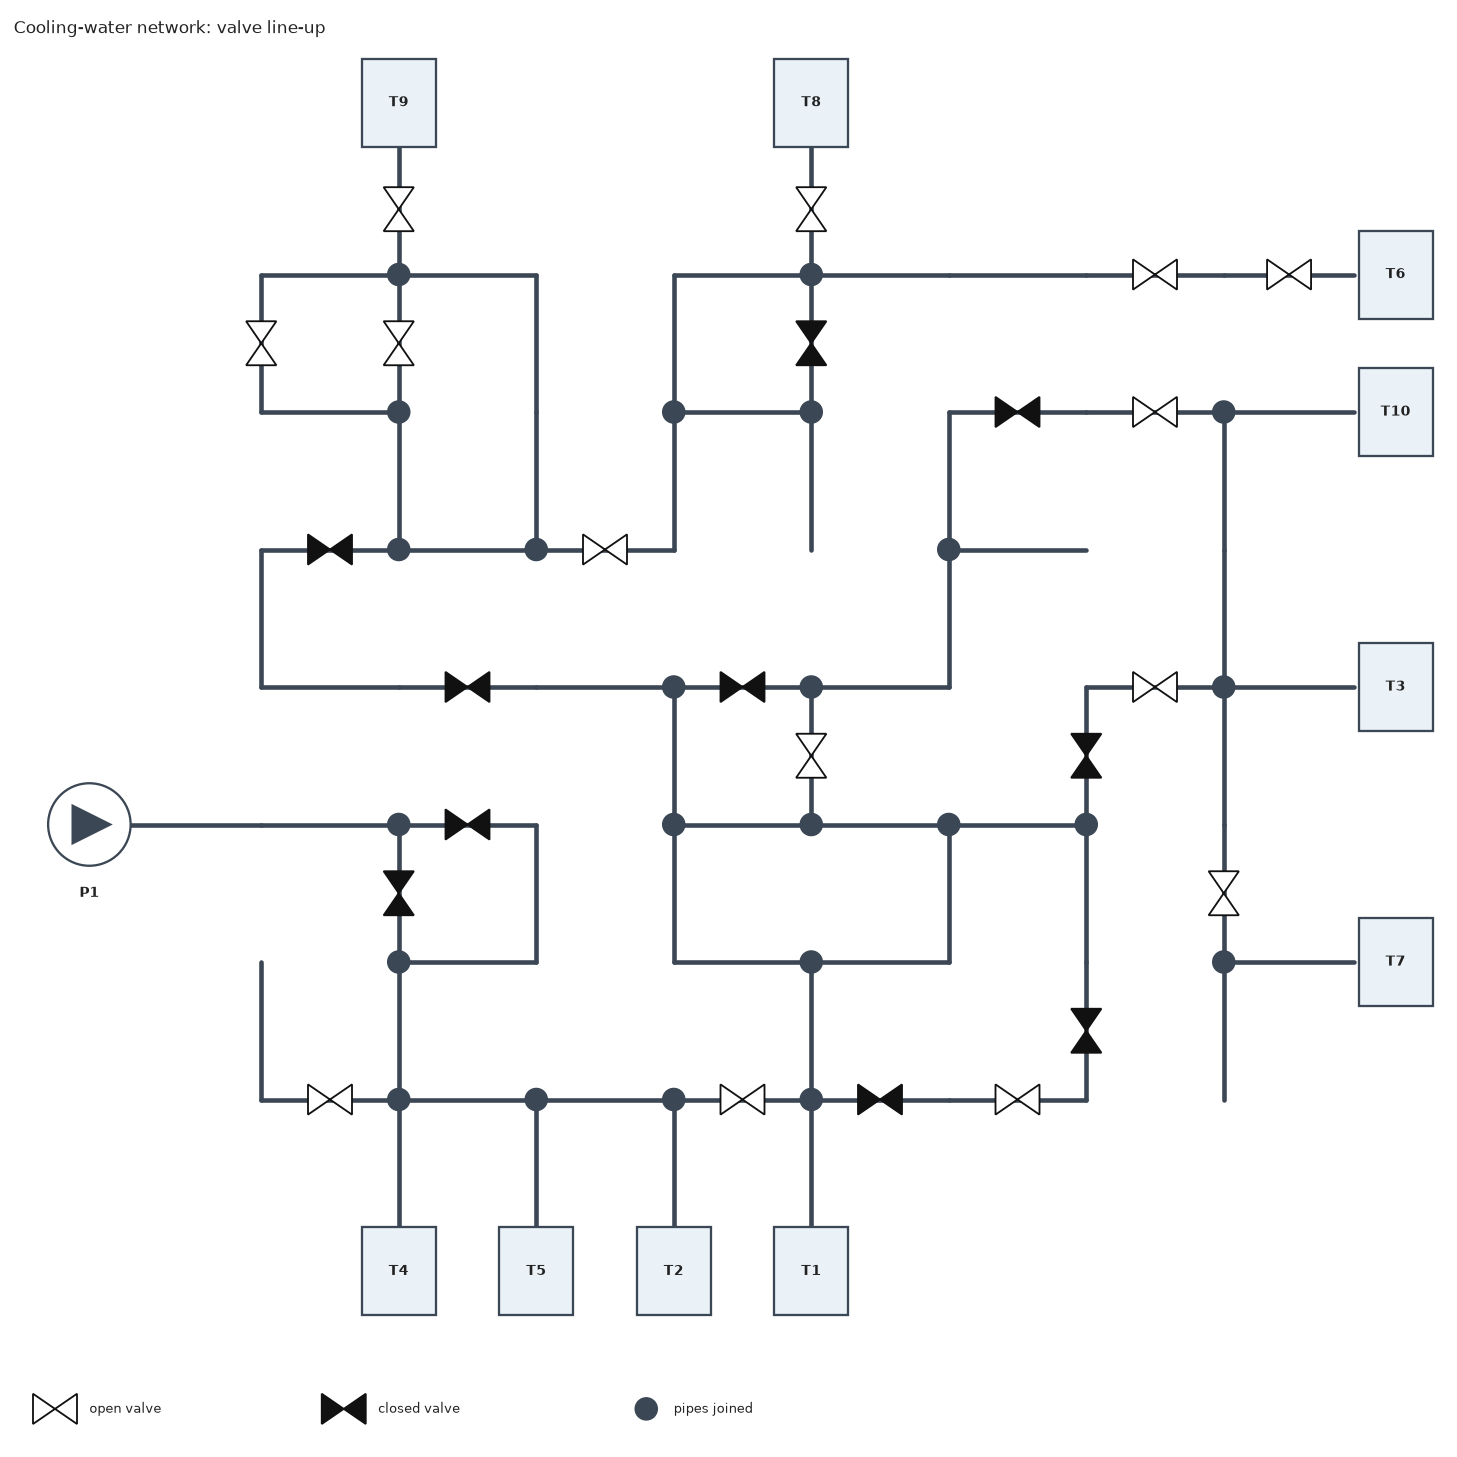 Cooling-water network: valve line-up
T9
T8
T6
T10
T3
P1
T7
T4
T5
T2
T1
open valve
closed valve
pipes joined